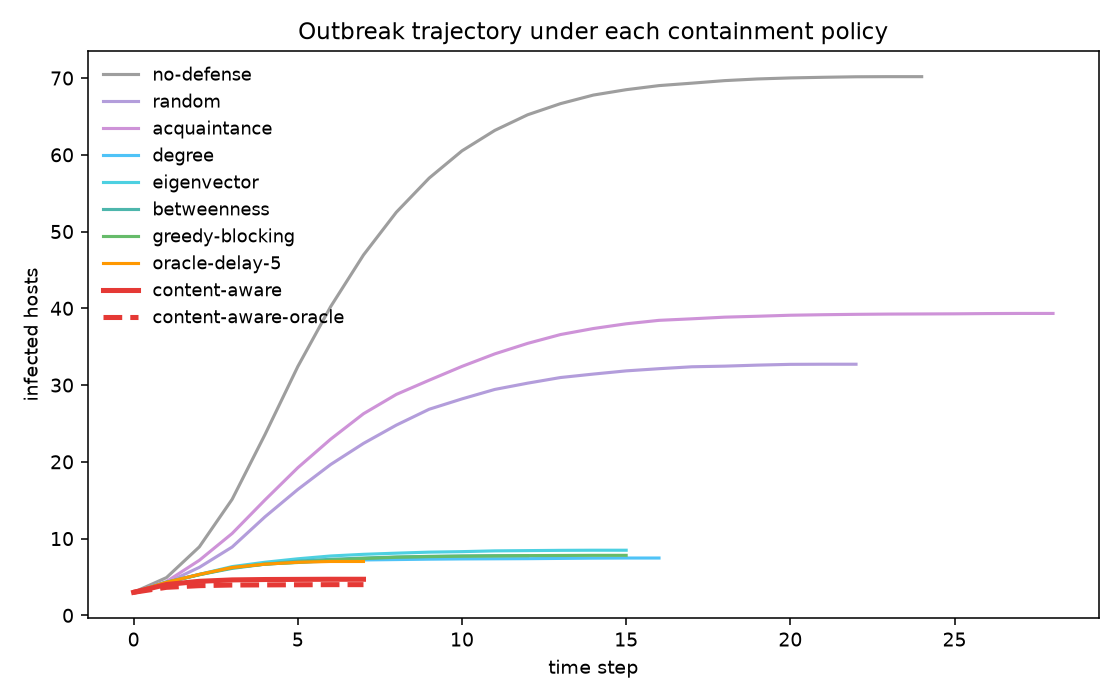 Outbreak trajectory under each containment policy
no-defense
random
acquaintance
degree
eigenvector
betweenness
greedy-blocking
oracle-delay-5
content-aware
content-aware-oracle
infected hosts
70
60
50
40
30
20
10
0
0 5 10 15 20 25
time step